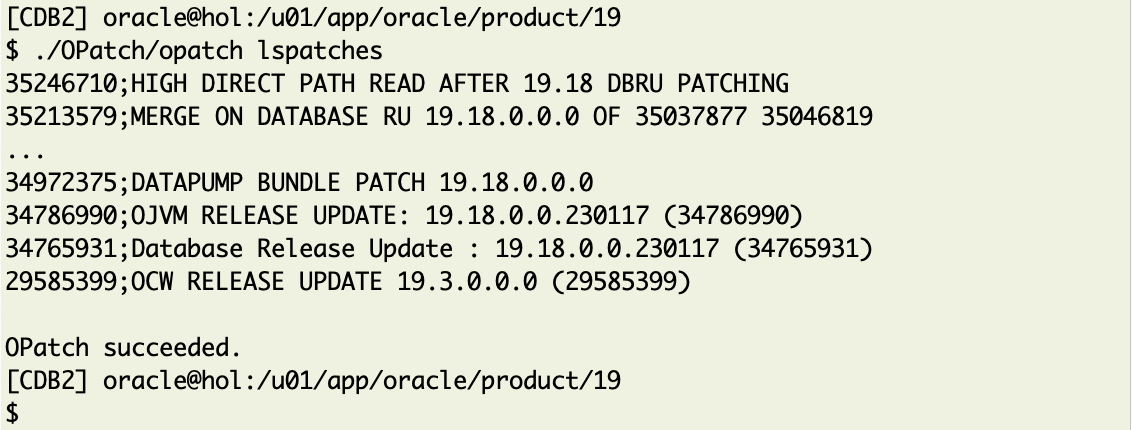 [CDB2] oracle@hol:/u01/app/oracle/product/19
$ ./OPatch/opatch lspatches
35246710;HIGH DIRECT PATH READ AFTER 19.18 DBRU PATCHING
35213579;MERGE ON DATABASE RU 19.18.0.0.0 OF 35037877 35046819
...
34972375;DATAPUMP BUNDLE PATCH 19.18.0.0.0
34786990;OJVM RELEASE UPDATE: 19.18.0.0.230117 (34786990)
34765931;Database Release Update : 19.18.0.0.230117 (34765931)
29585399;OCW RELEASE UPDATE 19.3.0.0.0 (29585399)

OPatch succeeded.
[CDB2] oracle@hol:/u01/app/oracle/product/19
$